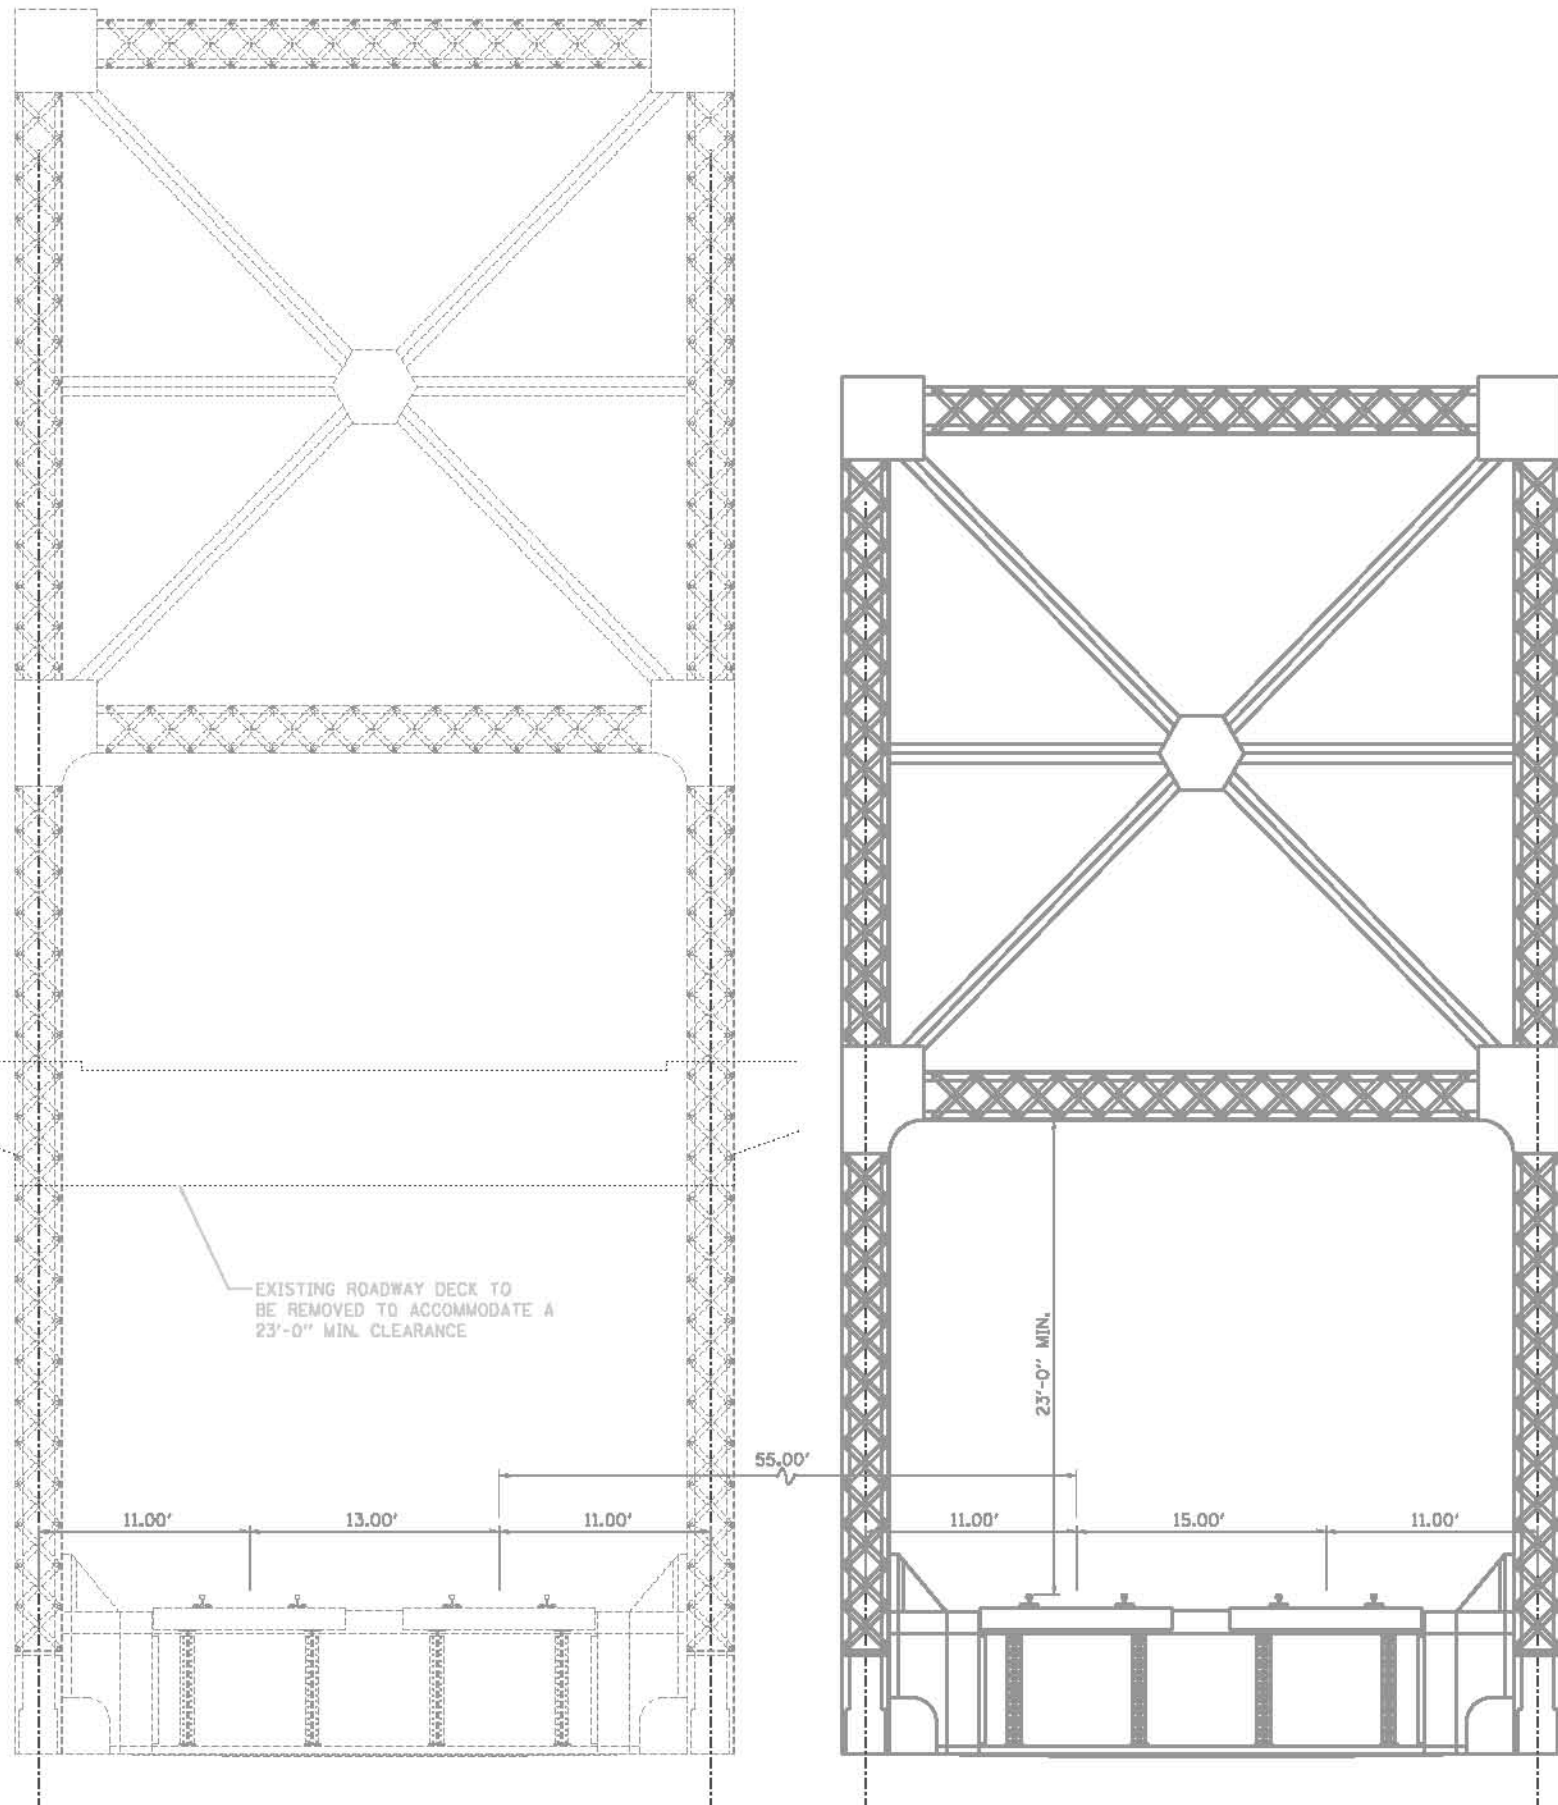 EXISTING ROADWAY DECK TO
BE REMOVED TO ACCOMMODATE A
23'-0" MIN. CLEARANCE
23'-0" MIN.
55.00'
11.00'
13.00'
11.00'
11.00'
15.00'
11.00'